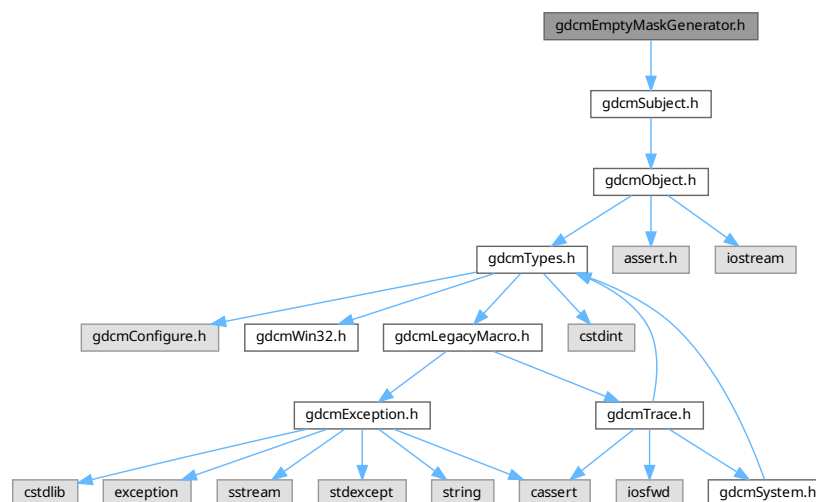 gdcmEmptyMaskGenerator.h
gdcmSubject.h
gdcmObject.h
gdcmTypes.h
assert.h
iostream
gdcmConfigure.h
gdcmWin32.h
gdcmLegacyMacro.h
cstdint
gdcmException.h
gdcmTrace.h
cstdlib
exception
sstream
stdexcept
string
cassert
iosfwd
gdcmSystem.h